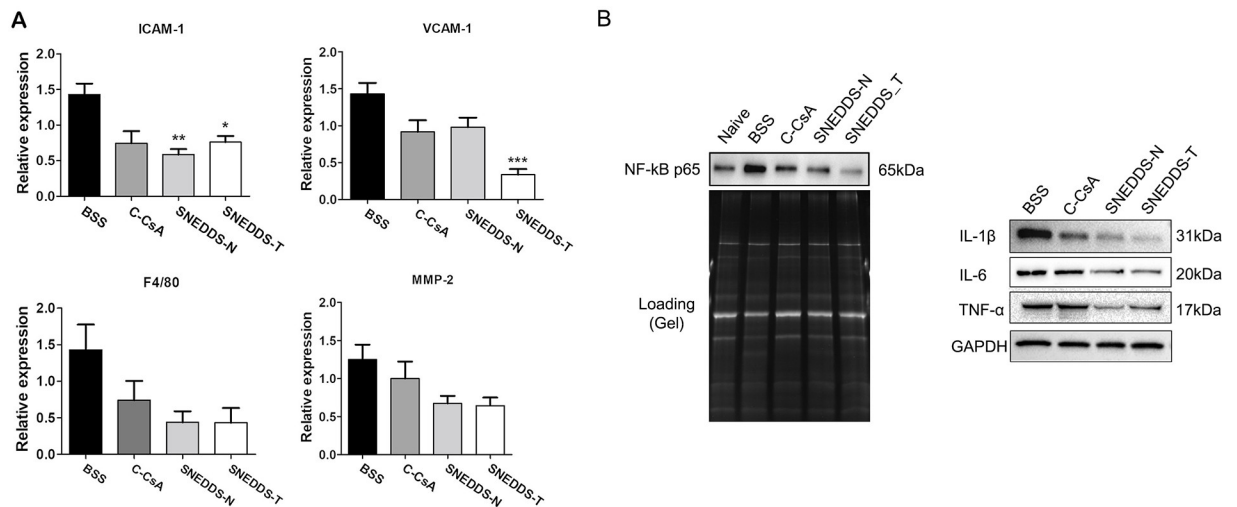 A
ICAM-1
Relative expression
2.0
1.5
1.0
0.5
0.0
**
*
BSS
C-CsA
SNEDDS-N
SNEDDS-T
VCAM-1
Relative expression
2.0
1.5
1.0
0.5
0.0
***
BSS
C-CsA
SNEDDS-N
SNEDDS-T
F4/80
Relative expression
2.0
1.5
1.0
0.5
0.0
BSS
C-CsA
SNEDDS-N
SNEDDS-T
MMP-2
Relative expression
2.0
1.5
1.0
0.5
0.0
BSS
C-CsA
SNEDDS-N
SNEDDS-T
B
Naive
BSS
C-CsA
SNEDDS-N
SNEDDS_T
NF-kB p65
65kDa
Loading
(Gel)
BSS
C-CsA
SNEDDS-N
SNEDDS-T
IL-1β
31kDa
IL-6
20kDa
TNF-α
17kDa
GAPDH